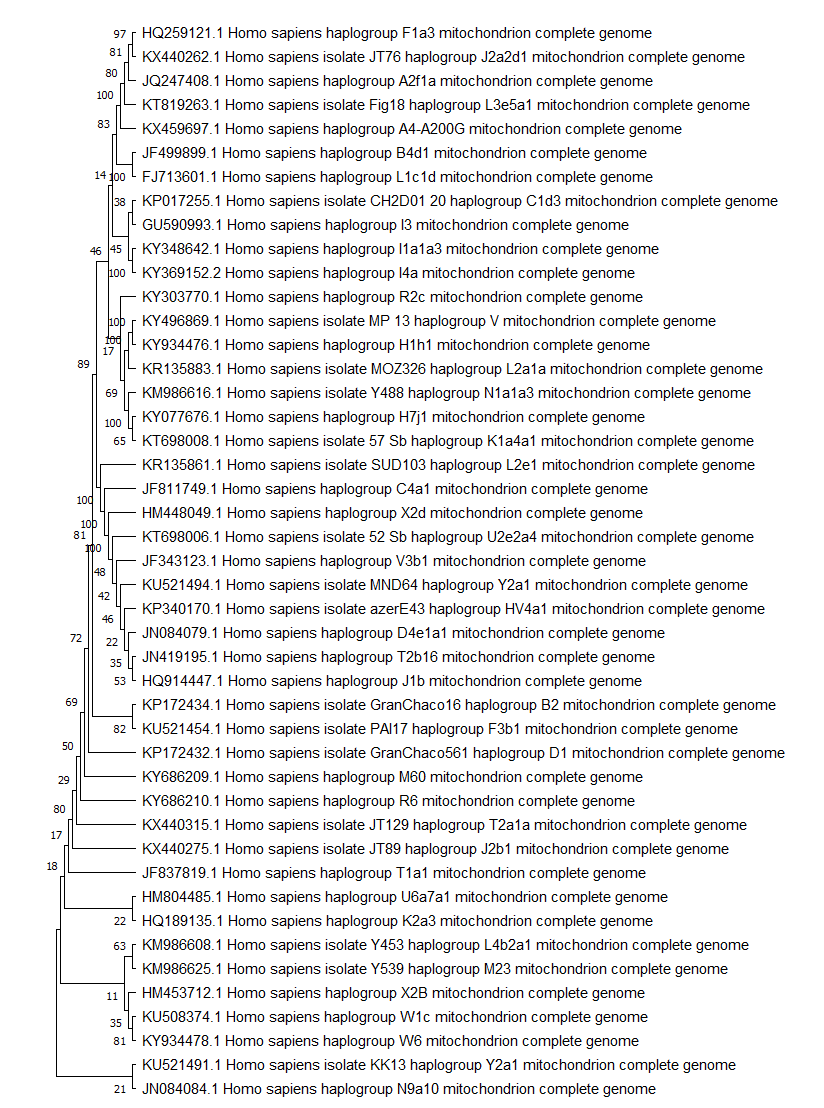 97
HQ259121.1 Homo sapiens haplogroup F1a3 mitochondrion complete genome
81
KX440262.1 Homo sapiens isolate JT76 haplogroup J2a2d1 mitochondrion complete genome
80
JQ247408.1 Homo sapiens haplogroup A2f1a mitochondrion complete genome
100
KT819263.1 Homo sapiens isolate Fig18 haplogroup L3e5a1 mitochondrion complete genome
83
KX459697.1 Homo sapiens haplogroup A4-A200G mitochondrion complete genome
JF499899.1 Homo sapiens haplogroup B4d1 mitochondrion complete genome
14
100
FJ713601.1 Homo sapiens haplogroup L1c1d mitochondrion complete genome
38
KP017255.1 Homo sapiens isolate CH2D01 20 haplogroup C1d3 mitochondrion complete genome
GU590993.1 Homo sapiens haplogroup I3 mitochondrion complete genome
46
45
KY348642.1 Homo sapiens haplogroup I1a1a3 mitochondrion complete genome
100
KY369152.2 Homo sapiens haplogroup I4a mitochondrion complete genome
KY303770.1 Homo sapiens haplogroup R2c mitochondrion complete genome
100
KY496869.1 Homo sapiens isolate MP 13 haplogroup V mitochondrion complete genome
100
KY934476.1 Homo sapiens haplogroup H1h1 mitochondrion complete genome
17
89
KR135883.1 Homo sapiens isolate MOZ326 haplogroup L2a1a mitochondrion complete genome
69
KM986616.1 Homo sapiens isolate Y488 haplogroup N1a1a3 mitochondrion complete genome
100
KY077676.1 Homo sapiens haplogroup H7j1 mitochondrion complete genome
65
KT698008.1 Homo sapiens isolate 57 Sb haplogroup K1a4a1 mitochondrion complete genome
KR135861.1 Homo sapiens isolate SUD103 haplogroup L2e1 mitochondrion complete genome
JF811749.1 Homo sapiens haplogroup C4a1 mitochondrion complete genome
100
HM448049.1 Homo sapiens haplogroup X2d mitochondrion complete genome
100
81
KT698006.1 Homo sapiens isolate 52 Sb haplogroup U2e2a4 mitochondrion complete genome
100
JF343123.1 Homo sapiens haplogroup V3b1 mitochondrion complete genome
48
KU521494.1 Homo sapiens isolate MND64 haplogroup Y2a1 mitochondrion complete genome
42
KP340170.1 Homo sapiens isolate azerE43 haplogroup HV4a1 mitochondrion complete genome
46
JN084079.1 Homo sapiens haplogroup D4e1a1 mitochondrion complete genome
72
22
JN419195.1 Homo sapiens haplogroup T2b16 mitochondrion complete genome
35
53
HQ914447.1 Homo sapiens haplogroup J1b mitochondrion complete genome
69
KP172434.1 Homo sapiens isolate GranChaco16 haplogroup B2 mitochondrion complete genome
82
KU521454.1 Homo sapiens isolate PAI17 haplogroup F3b1 mitochondrion complete genome
50
KP172432.1 Homo sapiens isolate GranChaco561 haplogroup D1 mitochondrion complete genome
29
KY686209.1 Homo sapiens haplogroup M60 mitochondrion complete genome
80
KY686210.1 Homo sapiens haplogroup R6 mitochondrion complete genome
KX440315.1 Homo sapiens isolate JT129 haplogroup T2a1a mitochondrion complete genome
17
KX440275.1 Homo sapiens isolate JT89 haplogroup J2b1 mitochondrion complete genome
18
JF837819.1 Homo sapiens haplogroup T1a1 mitochondrion complete genome
HM804485.1 Homo sapiens haplogroup U6a7a1 mitochondrion complete genome
22
HQ189135.1 Homo sapiens haplogroup K2a3 mitochondrion complete genome
63
KM986608.1 Homo sapiens isolate Y453 haplogroup L4b2a1 mitochondrion complete genome
KM986625.1 Homo sapiens isolate Y539 haplogroup M23 mitochondrion complete genome
11
HM453712.1 Homo sapiens haplogroup X2B mitochondrion complete genome
35
KU508374.1 Homo sapiens haplogroup W1c mitochondrion complete genome
81
KY934478.1 Homo sapiens haplogroup W6 mitochondrion complete genome
KU521491.1 Homo sapiens isolate KK13 haplogroup Y2a1 mitochondrion complete genome
21
JN084084.1 Homo sapiens haplogroup N9a10 mitochondrion complete genome